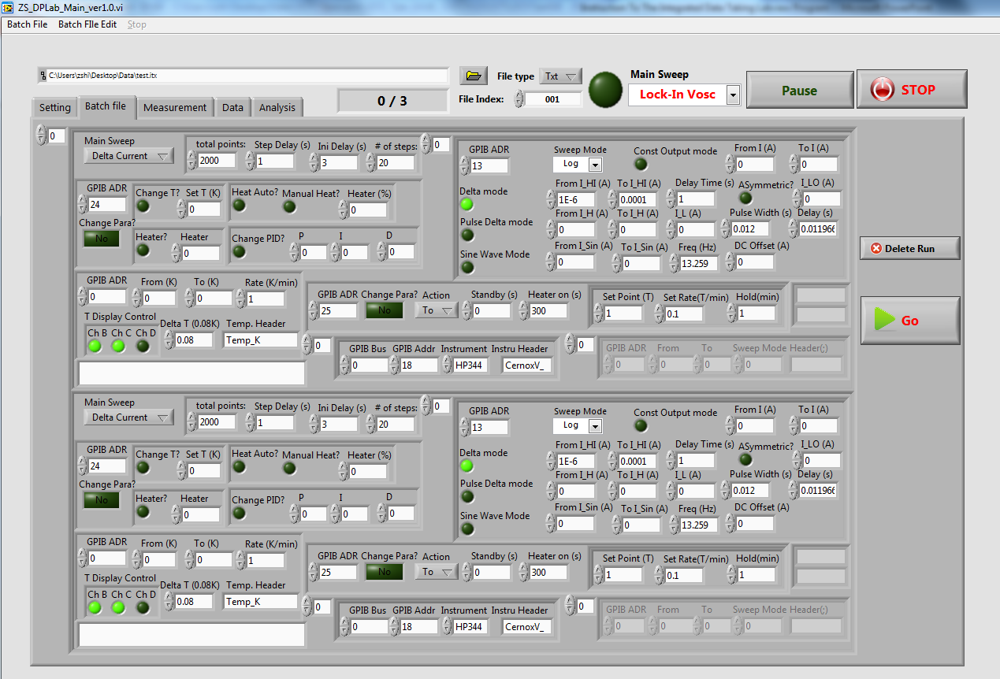 ZS_DPLab_Main_ver1.0.vi
Batch File Batch FIle Edit Stop
C:\Users\zshi\Desktop\Data\test.itx
File type Txt
Main Sweep
Lock-In Vosc
Pause
STOP
0 / 3
File Index: 001
Setting Batch file Measurement Data Analysis
0
Main Sweep
Delta Current
total points: Step Delay (s) Ini Delay (s) # of steps:
2000 1 3 20
0
GPIB ADR Sweep Mode Const Output mode From I (A) To I (A)
13 Log 0 0
GPIB ADR Change T? Set T (K) Heat Auto? Manual Heat? Heater (%)
24 0 0
Delta mode From I_HI (A) To I_HI (A) Delay Time (s) ASymmetric? I_LO (A)
1E-6 0.0001 1 0
Change Para? Pulse Delta mode From I_H (A) To I_H (A) I_L (A) Pulse Width (s) Delay (s)
No 0 0 0 0.012 0.011966
Heater? Heater Change PID? P I D
0 0 0 0
Sine Wave Mode From I_Sin (A) To I_Sin (A) Freq (Hz) DC Offset (A)
0 0 13.259 0
Delete Run
GPIB ADR From (K) To (K) Rate (K/min)
0 0 0 1
GPIB ADR Change Para? Action Standby (s) Heater on (s) Set Point (T) Set Rate(T/min) Hold(min)
25 No To 0 300 1 0.1 1
Go
T Display Control Delta T (0.08K) Temp. Header
Ch B Ch C Ch D 0.08 Temp_K
0
GPIB Bus GPIB Addr Instrument Instru Header
0 18 HP344 CernoxV_
0
GPIB ADR From To Sweep Mode Header(;)
0 0 0 0
Main Sweep
Delta Current
total points: Step Delay (s) Ini Delay (s) # of steps:
2000 1 3 20
0
GPIB ADR Sweep Mode Const Output mode From I (A) To I (A)
13 Log 0 0
GPIB ADR Change T? Set T (K) Heat Auto? Manual Heat? Heater (%)
24 0 0
Delta mode From I_HI (A) To I_HI (A) Delay Time (s) ASymmetric? I_LO (A)
1E-6 0.0001 1 0
Change Para? Pulse Delta mode From I_H (A) To I_H (A) I_L (A) Pulse Width (s) Delay (s)
No 0 0 0 0.012 0.011966
Heater? Heater Change PID? P I D
0 0 0 0
Sine Wave Mode From I_Sin (A) To I_Sin (A) Freq (Hz) DC Offset (A)
0 0 13.259 0
GPIB ADR From (K) To (K) Rate (K/min)
0 0 0 1
GPIB ADR Change Para? Action Standby (s) Heater on (s) Set Point (T) Set Rate(T/min) Hold(min)
25 No To 0 300 1 0.1 1
T Display Control Delta T (0.08K) Temp. Header
Ch B Ch C Ch D 0.08 Temp_K
0
GPIB Bus GPIB Addr Instrument Instru Header
0 18 HP344 CernoxV_
0
GPIB ADR From To Sweep Mode Header(;)
0 0 0 0